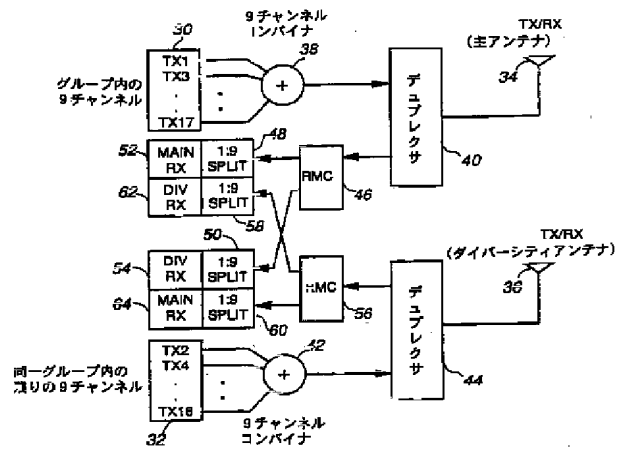 9チャンネル
コンバイナ
TX/RX
(主アンテナ)
30
38
34
グループ内の
9チャンネル
TX1
TX3
TX17
+
デュプレクサ
40
52
MAIN
RX
1:9
SPLIT
48
62
DIV
RX
1:9
SPLIT
58
RMC
46
50
54
DIV
RX
1:9
SPLIT
64
MAIN
RX
1:9
SPLIT
60
RMC
56
TX/RX
(ダイバーシティアンテナ)
36
デュプレクサ
44
同一グループ内の
残りの9チャンネル
TX2
TX4
TX18
32
42
+
9チャンネル
コンバイナ